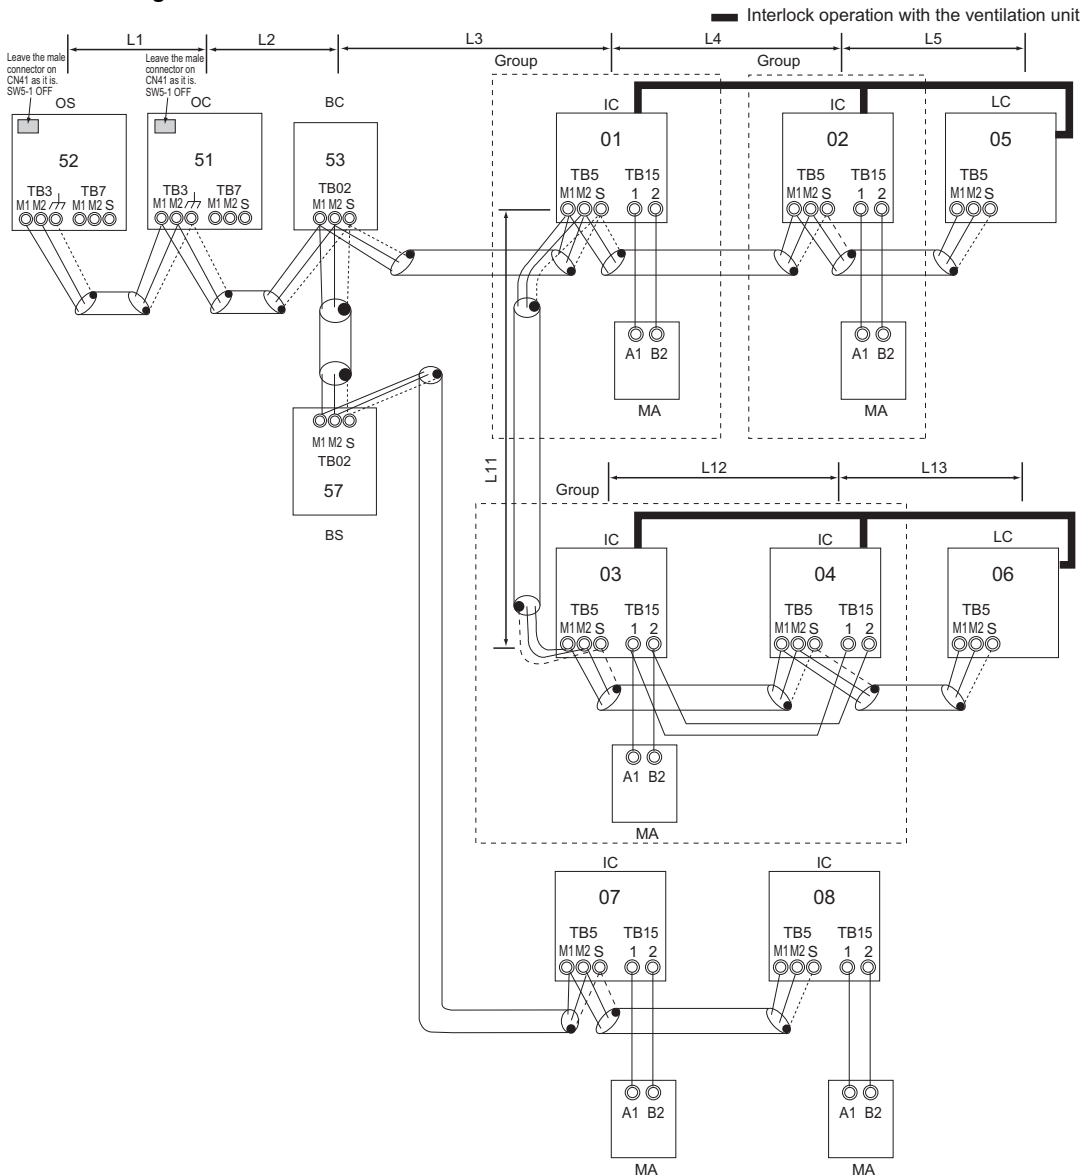 Interlock operation with the ventilation unit
L1 L2 L3 L4 L5
Leave the male
connector on
CN41 as it is.
SW5-1 OFF
Leave the male
connector on
CN41 as it is.
SW5-1 OFF
Group Group
OS OC BC IC IC LC
52
TB3 TB7
M1 M2 M1 M2 S
51
TB3 TB7
M1 M2 M1 M2 S
53
TB02
M1 M2 S
01
TB5 TB15
M1 M2 S 1 2
02
TB5 TB15
M1 M2 S 1 2
05
TB5
M1 M2 S
A1 B2
MA
A1 B2
MA
M1 M2 S
TB02
57
BS
L11
L12 L13
Group
IC IC LC
03
TB5 TB15
M1 M2 S 1 2
04
TB5 TB15
M1 M2 S 1 2
06
TB5
M1 M2 S
A1 B2
MA
IC IC
07
TB5 TB15
M1 M2 S 1 2
08
TB5 TB15
M1 M2 S 1 2
A1 B2
MA
A1 B2
MA